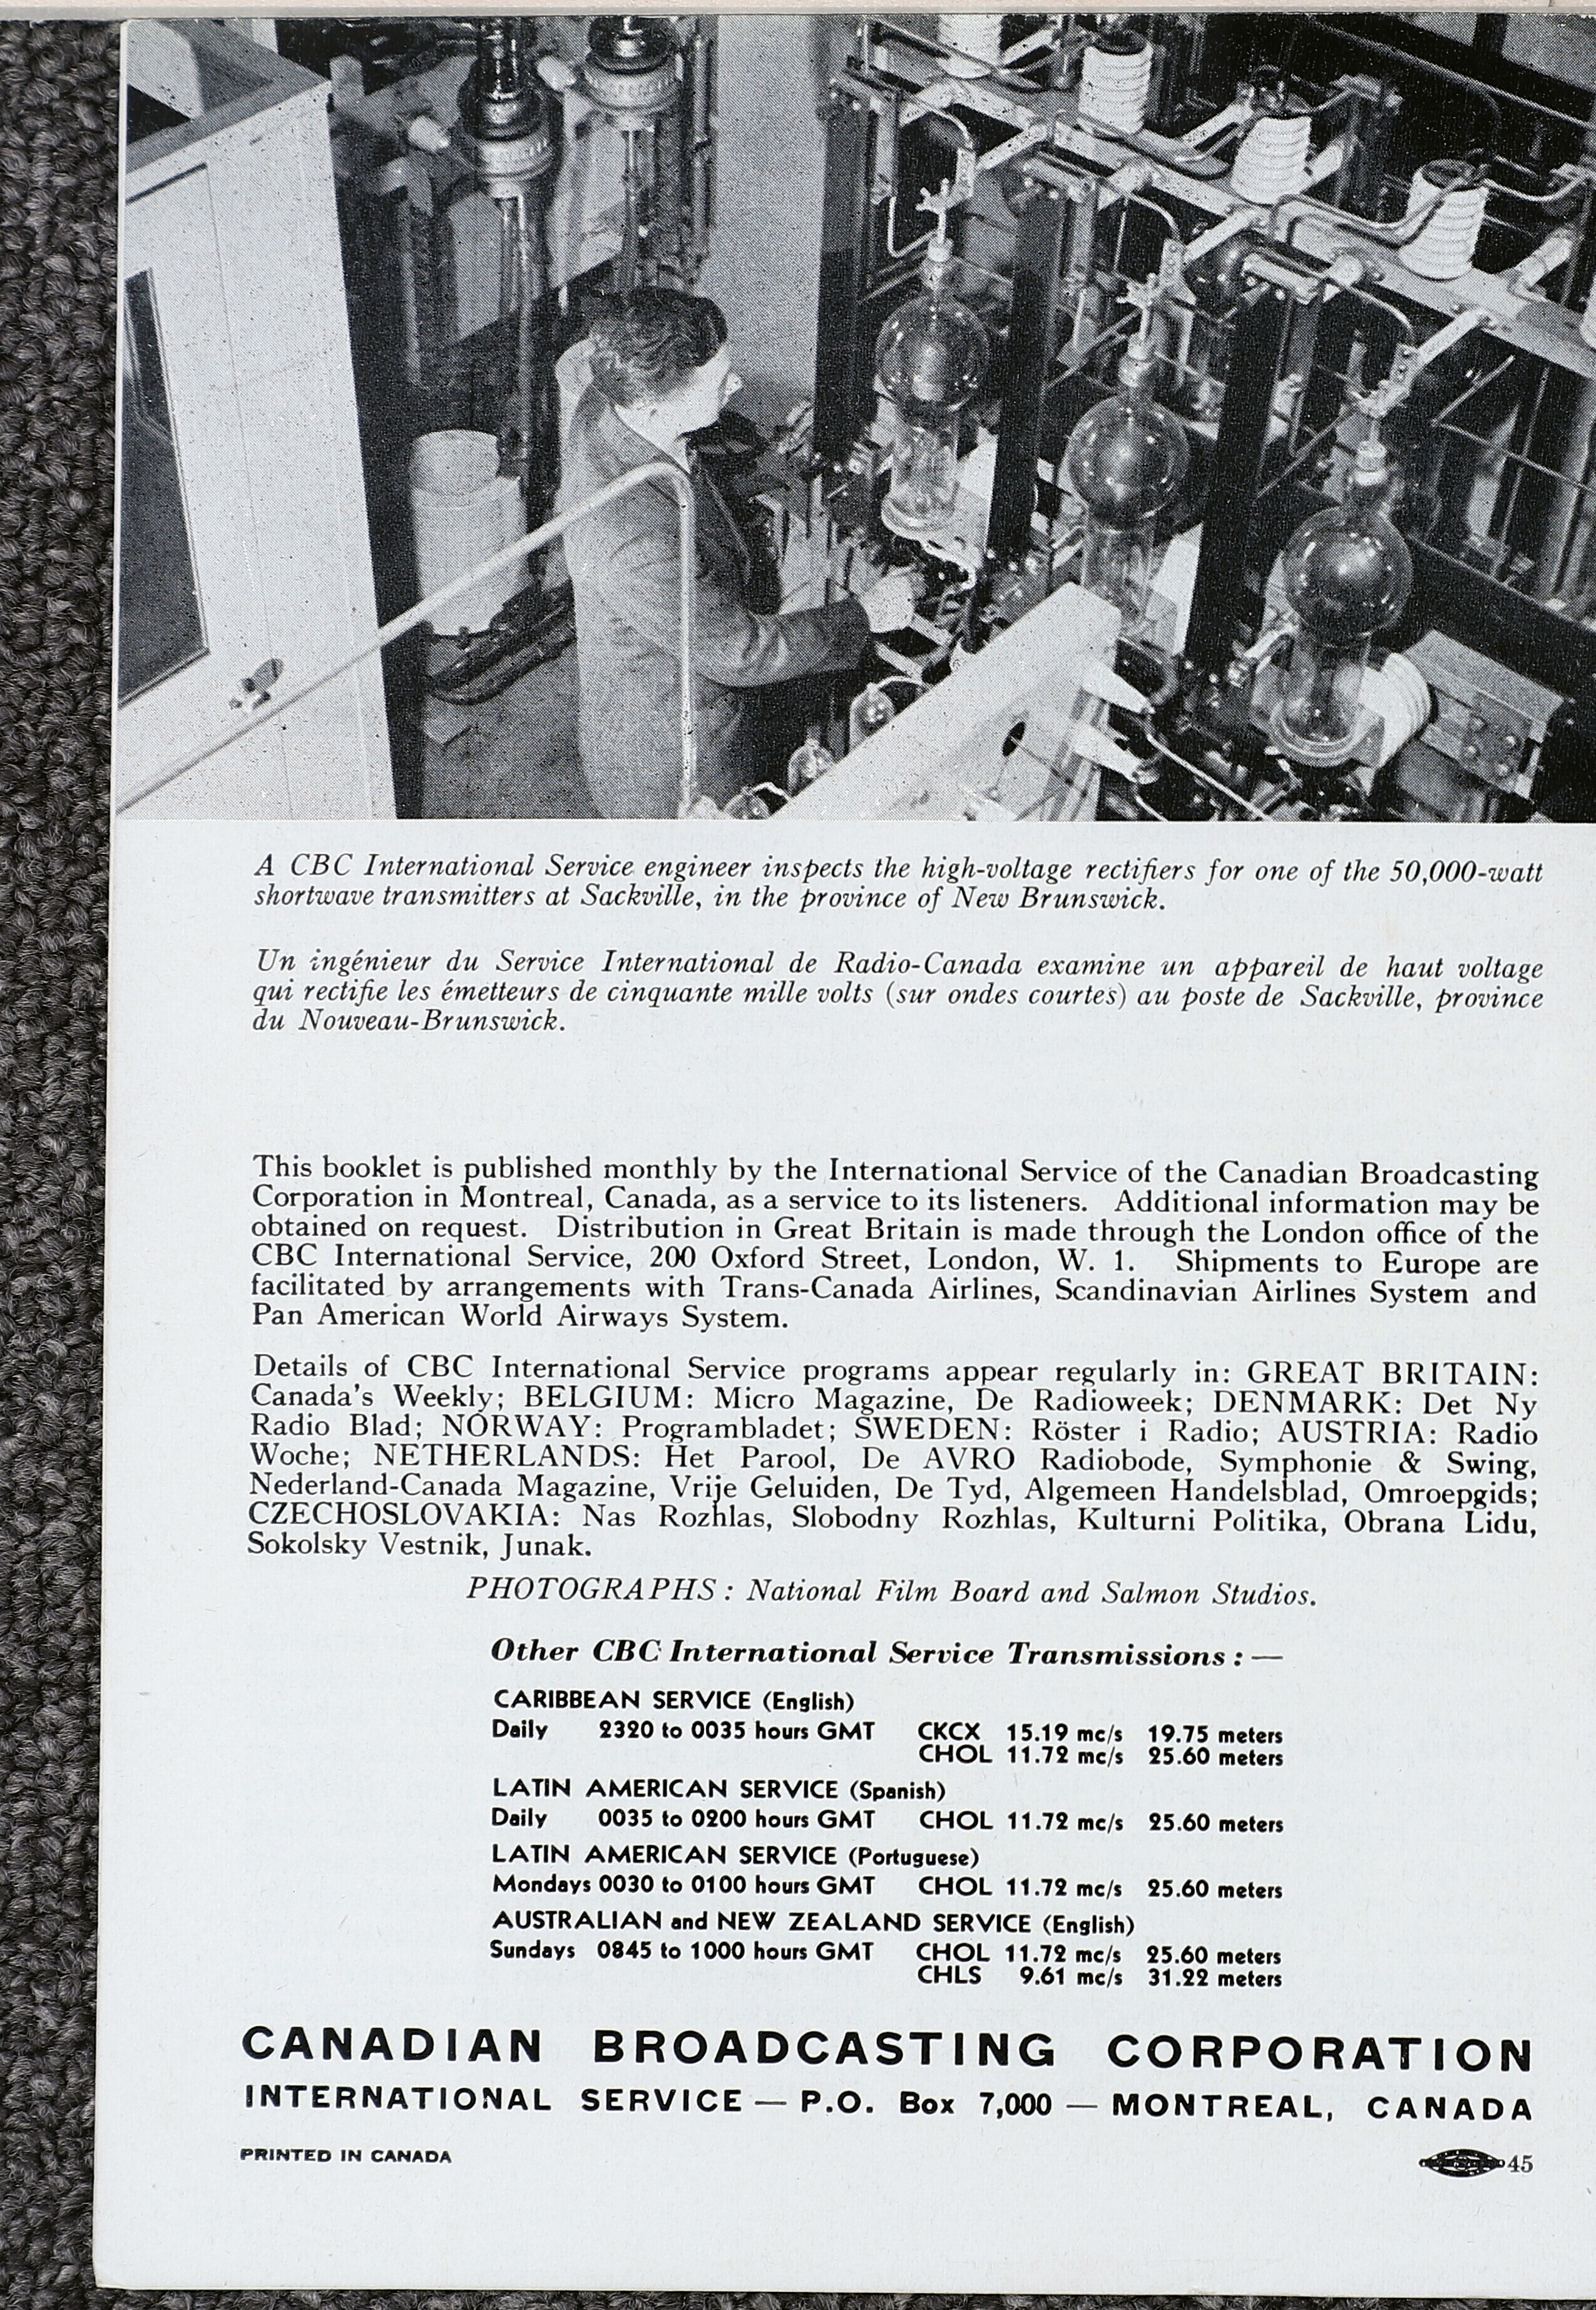 A CBC International Service engineer inspects the high-voltage rectifiers for one of the 50,000-watt
shortwave transmitters at Sackville, in the province of New Brunswick.
Un ingénieur du Service International de Radio-Canada examine un appareil de haut voltage
qui rectifie les émetteurs de cinquante mille volts (sur ondes courtes) au poste de Sackville, province
du Nouveau-Brunswick.
This booklet is published monthly by the International Service of the Canadian Broadcasting
Corporation in Montreal, Canada, as a service to its listeners. Additional information may be
obtained on request. Distribution in Great Britain is made through the London office of the
CBC International Service, 200 Oxford Street, London, W. 1. Shipments to Europe are
facilitated by arrangements with Trans-Canada Airlines, Scandinavian Airlines System and
Pan American World Airways System.
Details of CBC International Service programs appear regularly in: GREAT BRITAIN:
Canada's Weekly; BELGIUM: Micro Magazine, De Radioweek; DENMARK: Det Ny
Radio Blad; NORWAY: Programbladet; SWEDEN: Röster i Radio; AUSTRIA: Radio
Woche; NETHERLANDS: Het Parool, De AVRO Radiobode, Symphonie & Swing,
Nederland-Canada Magazine, Vrije Geluiden, De Tyd, Algemeen Handelsblad, Omroepgids;
CZECHOSLOVAKIA: Nas Rozhlas, Slobodny Rozhlas, Kulturni Politika, Obrana Lidu,
Sokolsky Vestnik, Junak.
PHOTOGRAPHS: National Film Board and Salmon Studios.
Other CBC International Service Transmissions: —
CARIBBEAN SERVICE (English)
Daily 2320 to 0035 hours GMT CKCX 15.19 mc/s 19.75 meters
CHOL 11.72 mc/s 25.60 meters
LATIN AMERICAN SERVICE (Spanish)
Daily 0035 to 0200 hours GMT CHOL 11.72 mc/s 25.60 meters
LATIN AMERICAN SERVICE (Portuguese)
Mondays 0030 to 0100 hours GMT CHOL 11.72 mc/s 25.60 meters
AUSTRALIAN and NEW ZEALAND SERVICE (English)
Sundays 0845 to 1000 hours GMT CHOL 11.72 mc/s 25.60 meters
CHLS 9.61 mc/s 31.22 meters
CANADIAN BROADCASTING CORPORATION
INTERNATIONAL SERVICE — P.O. Box 7,000 — MONTREAL, CANADA
PRINTED IN CANADA
45